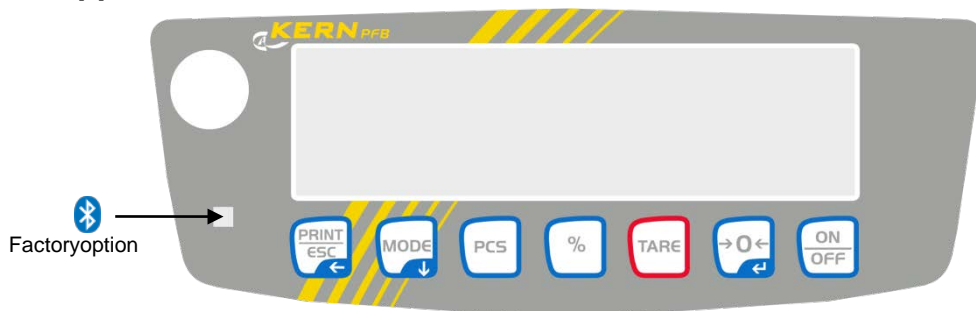 KERN PFB
Factoryoption
PRINT
ESC
MODE
PCS
%
TARE
→0←
ON
OFF